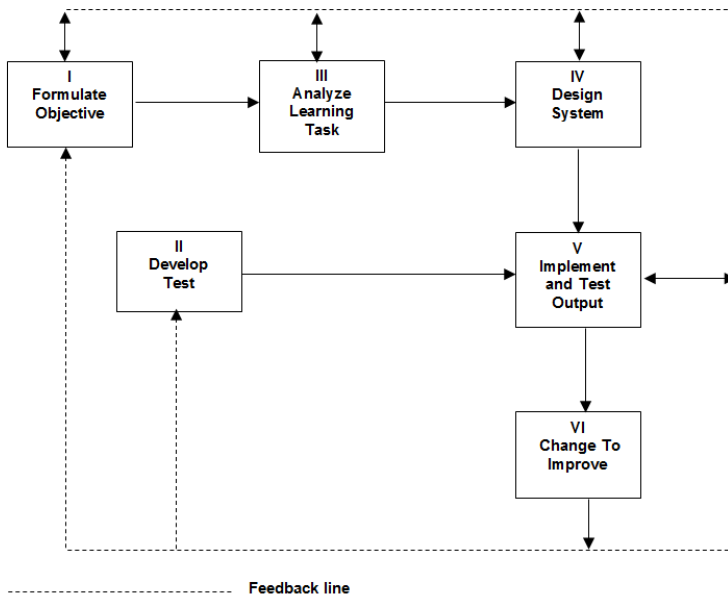 I
Formulate
Objective
III
Analyze
Learning
Task
IV
Design
System
II
Develop
Test
V
Implement
and Test
Output
VI
Change To
Improve
Feedback line